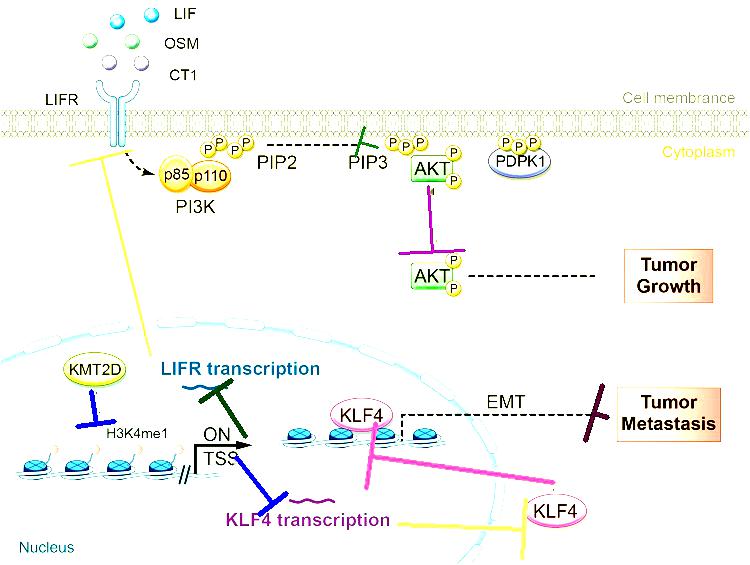 LIF
OSM
CT1
LIFR
Cell membrane
Cytoplasm
P P P P
PIP2
PIP3
P P P
AKT
P
P
P P P
PDPK1
p85 p110
PI3K
AKT
P
P
Tumor
Growth
KMT2D
LIFR transcription
H3K4me1
ON
TSS
KLF4
EMT
Tumor
Metastasis
KLF4 transcription
KLF4
Nucleus